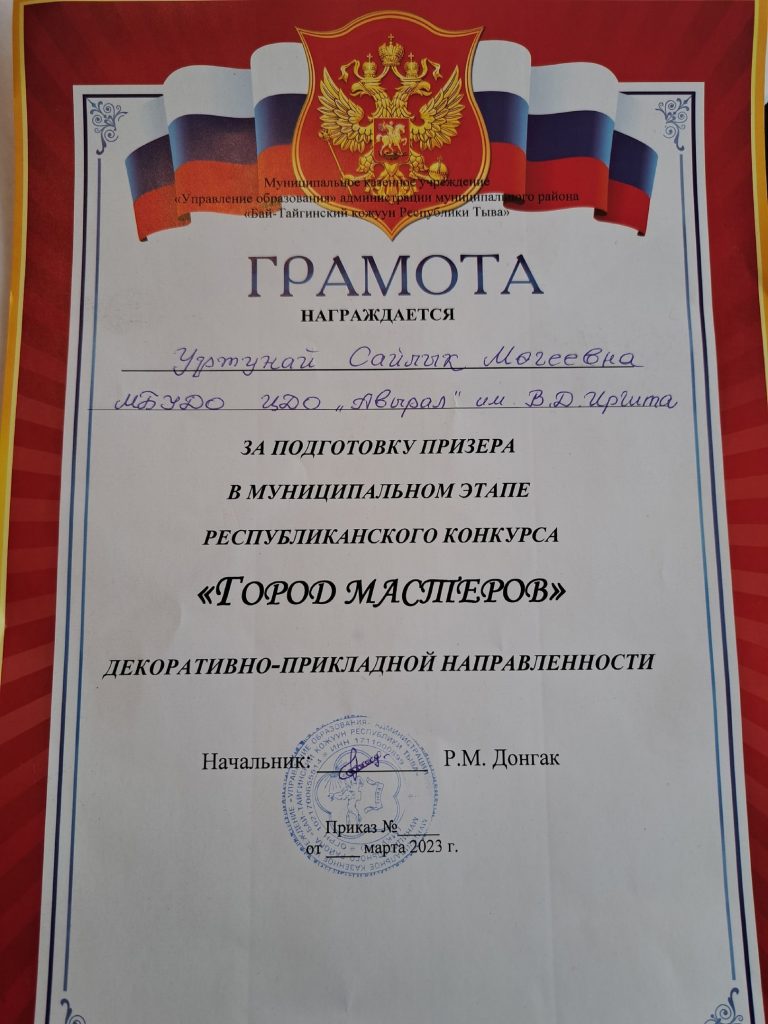 Муниципальное казенное учреждение
«Управление образования» администрации муниципального района
«Бай-Тайгинский кожуун Республики Тыва»
ГРАМОТА
НАГРАЖДАЕТСЯ
Уртунай Сайлык Могеевна
МБУДО ЦДО „Авырал" им. В.Д. Иргита
ЗА ПОДГОТОВКУ ПРИЗЕРА
В МУНИЦИПАЛЬНОМ ЭТАПЕ
РЕСПУБЛИКАНСКОГО КОНКУРСА
«ГОРОД МАСТЕРОВ»
ДЕКОРАТИВНО-ПРИКЛАДНОЙ НАПРАВЛЕННОСТИ
Начальник: Р.М. Донгак
Приказ №____
от ____ марта 2023 г.